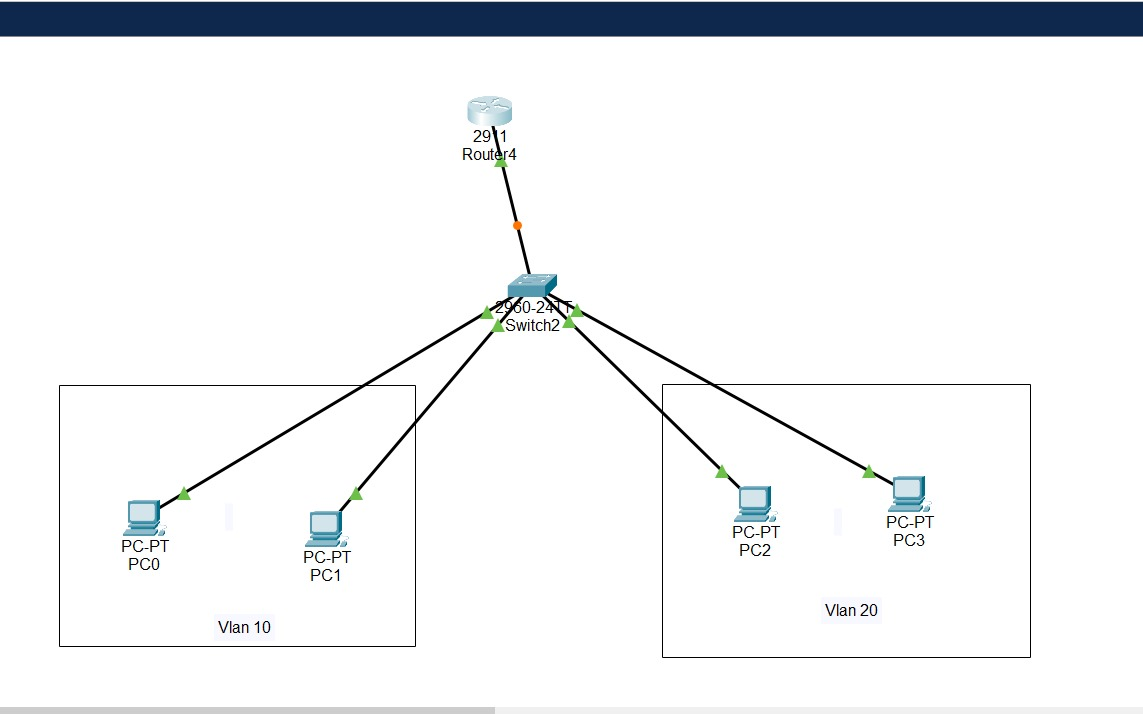 2911
Router4
2960-24TT
Switch2
PC-PT
PC0
PC-PT
PC1
Vlan 10
PC-PT
PC2
PC-PT
PC3
Vlan 20